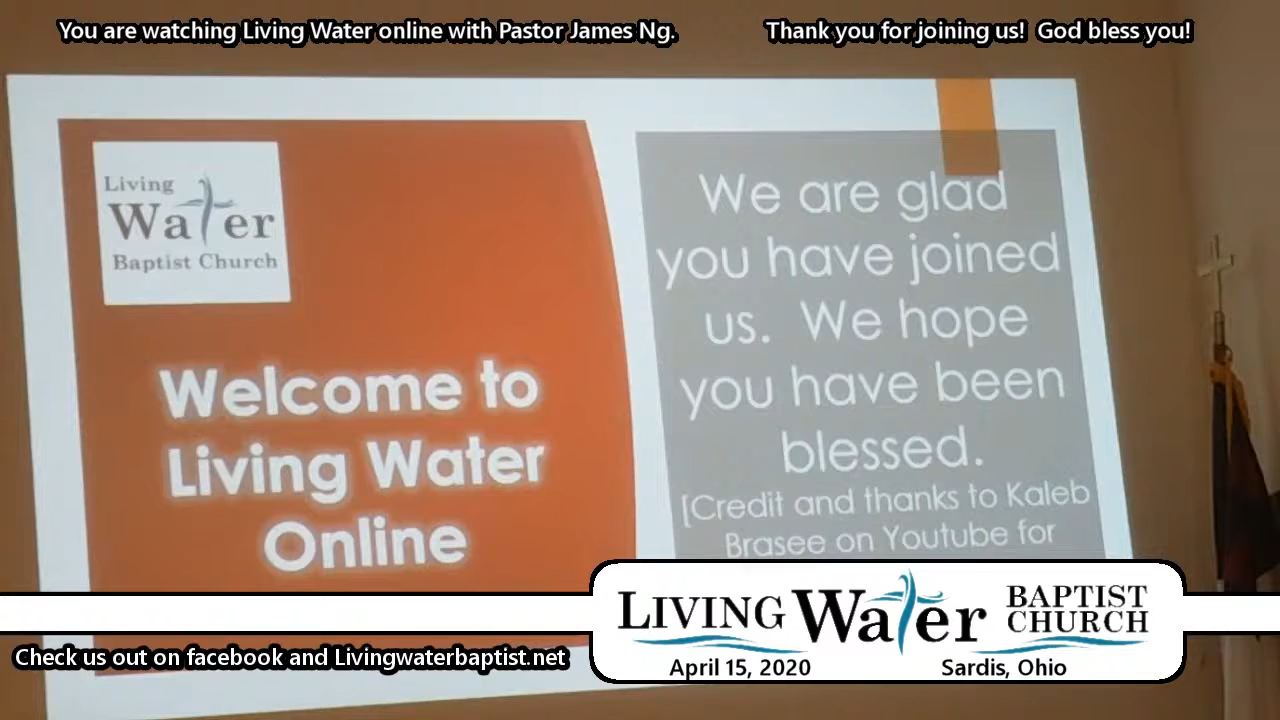 You are watching Living Water online with Pastor James Ng.
Thank you for joining us!  God bless you!
Living
Water
Baptist Church
Welcome to
Living Water
Online
We are glad
you have joined
us.  We hope
you have been
blessed.
[Credit and thanks to Kaleb
Brasee on Youtube for
LIVING Water BAPTIST
CHURCH
April 15, 2020
Sardis, Ohio
Check us out on facebook and Livingwaterbaptist.net